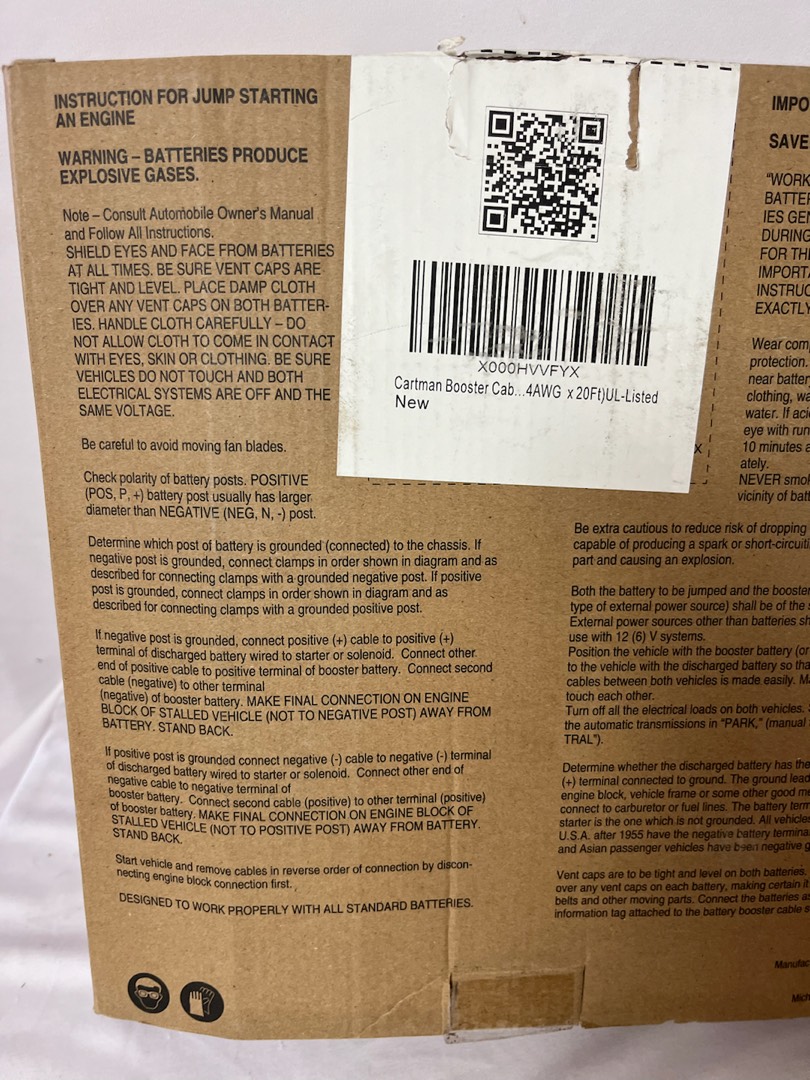 INSTRUCTION FOR JUMP STARTING
AN ENGINE
WARNING – BATTERIES PRODUCE
EXPLOSIVE GASES.
Note – Consult Automobile Owner's Manual
and Follow All Instructions.
SHIELD EYES AND FACE FROM BATTERIES
AT ALL TIMES. BE SURE VENT CAPS ARE
TIGHT AND LEVEL. PLACE DAMP CLOTH
OVER ANY VENT CAPS ON BOTH BATTER-
IES. HANDLE CLOTH CAREFULLY – DO
NOT ALLOW CLOTH TO COME IN CONTACT
WITH EYES, SKIN OR CLOTHING. BE SURE
VEHICLES DO NOT TOUCH AND BOTH
ELECTRICAL SYSTEMS ARE OFF AND THE
SAME VOLTAGE.
Be careful to avoid moving fan blades.
Check polarity of battery posts. POSITIVE
(POS, P, +) battery post usually has larger
diameter than NEGATIVE (NEG, N, -) post.
Determine which post of battery is grounded (connected) to the chassis. If
negative post is grounded, connect clamps in order shown in diagram and as
described for connecting clamps with a grounded negative post. If positive
post is grounded, connect clamps in order shown in diagram and as
described for connecting clamps with a grounded positive post.
If negative post is grounded, connect positive (+) cable to positive (+)
terminal of discharged battery wired to starter or solenoid. Connect other
end of positive cable to positive terminal of booster battery. Connect second
cable (negative) to other terminal
(negative) of booster battery. MAKE FINAL CONNECTION ON ENGINE
BLOCK OF STALLED VEHICLE (NOT TO NEGATIVE POST) AWAY FROM
BATTERY. STAND BACK.
If positive post is grounded connect negative (-) cable to negative (-) terminal
of discharged battery wired to starter or solenoid. Connect other end of
negative cable to negative terminal of
booster battery. Connect second cable (positive) to other terminal (positive)
of booster battery. MAKE FINAL CONNECTION ON ENGINE BLOCK OF
STALLED VEHICLE (NOT TO POSITIVE POST) AWAY FROM BATTERY.
STAND BACK.
Start vehicle and remove cables in reverse order of connection by discon-
necting engine block connection first.
DESIGNED TO WORK PROPERLY WITH ALL STANDARD BATTERIES.
X000HVVFYX
Cartman Booster Cab...4AWG x 20Ft)UL-Listed
New
X
IMPO
SAVE
"WORK
BATTER
IES GEN
DURING
FOR THI
IMPORTA
INSTRUC
EXACTLY
Wear com
protection.
near batter
clothing, wa
water. If aci
eye with run
10 minutes a
ately.
NEVER smok
vicinity of batt
Be extra cautious to reduce risk of dropping
capable of producing a spark or short-circuiti
part and causing an explosion.
Both the battery to be jumped and the booster
type of external power source) shall be of the s
External power sources other than batteries sh
use with 12 (6) V systems.
Position the vehicle with the booster battery (or
to the vehicle with the discharged battery so tha
cables between both vehicles is made easily. Ma
touch each other.
Turn off all the electrical loads on both vehicles.
the automatic transmissions in "PARK," (manual
TRAL").
Determine whether the discharged battery has the
(+) terminal connected to ground. The ground lead
engine block, vehicle frame or some other good me
connect to carburetor or fuel lines. The battery term
starter is the one which is not grounded. All vehicles
U.S.A. after 1955 have the negative battery termina
and Asian passenger vehicles have been negative g
Vent caps are to be tight and level on both batteries.
over any vent caps on each battery, making certain it
belts and other moving parts. Connect the batteries as
information tag attached to the battery booster cable s
Manufac
Mich